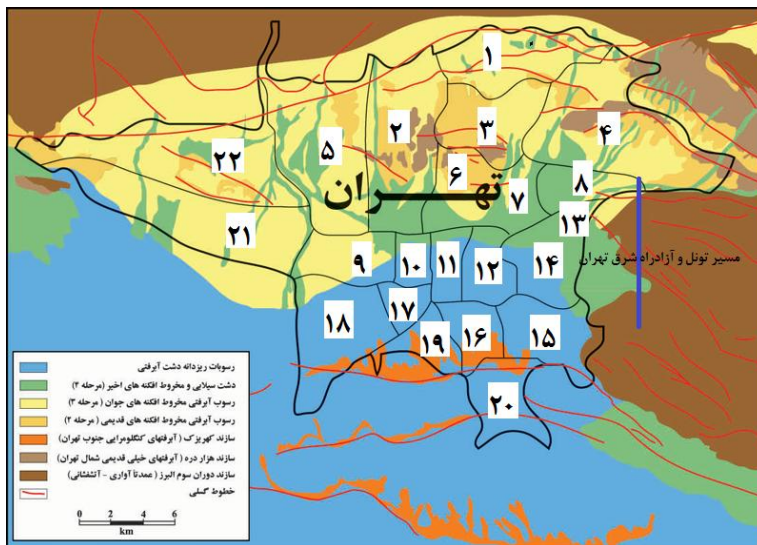 ۱
۲
۳
۴
۵
۲۲
۶
۷
۸
تهـــران
۲۱
۱۳
۹
۱۰
۱۱
۱۲
۱۴
مسیر تونل و آزادراه شرق تهران
۱۸
۱۷
۱۹
۱۶
۱۵
۲۰
رسوبات ریزدانه دشت آبرفتی
دشت سیلابی و مخروط افکنه های اخیر (مرحله ۴)
رسوب آبرفتی مخروط افکنه های جوان (مرحله ۳)
رسوب آبرفتی مخروط افکنه های قدیمی (مرحله ۲)
سازند کهریزک (آبرفتهای کنگلومرایی جنوب تهران)
سازند هزار دره (آبرفتهای خیلی قدیمی شمال تهران)
سازند دوران سوم البرز (عمدتاً آواری - آتشفشانی)
خطوط گسلی
0 2 4 6
km